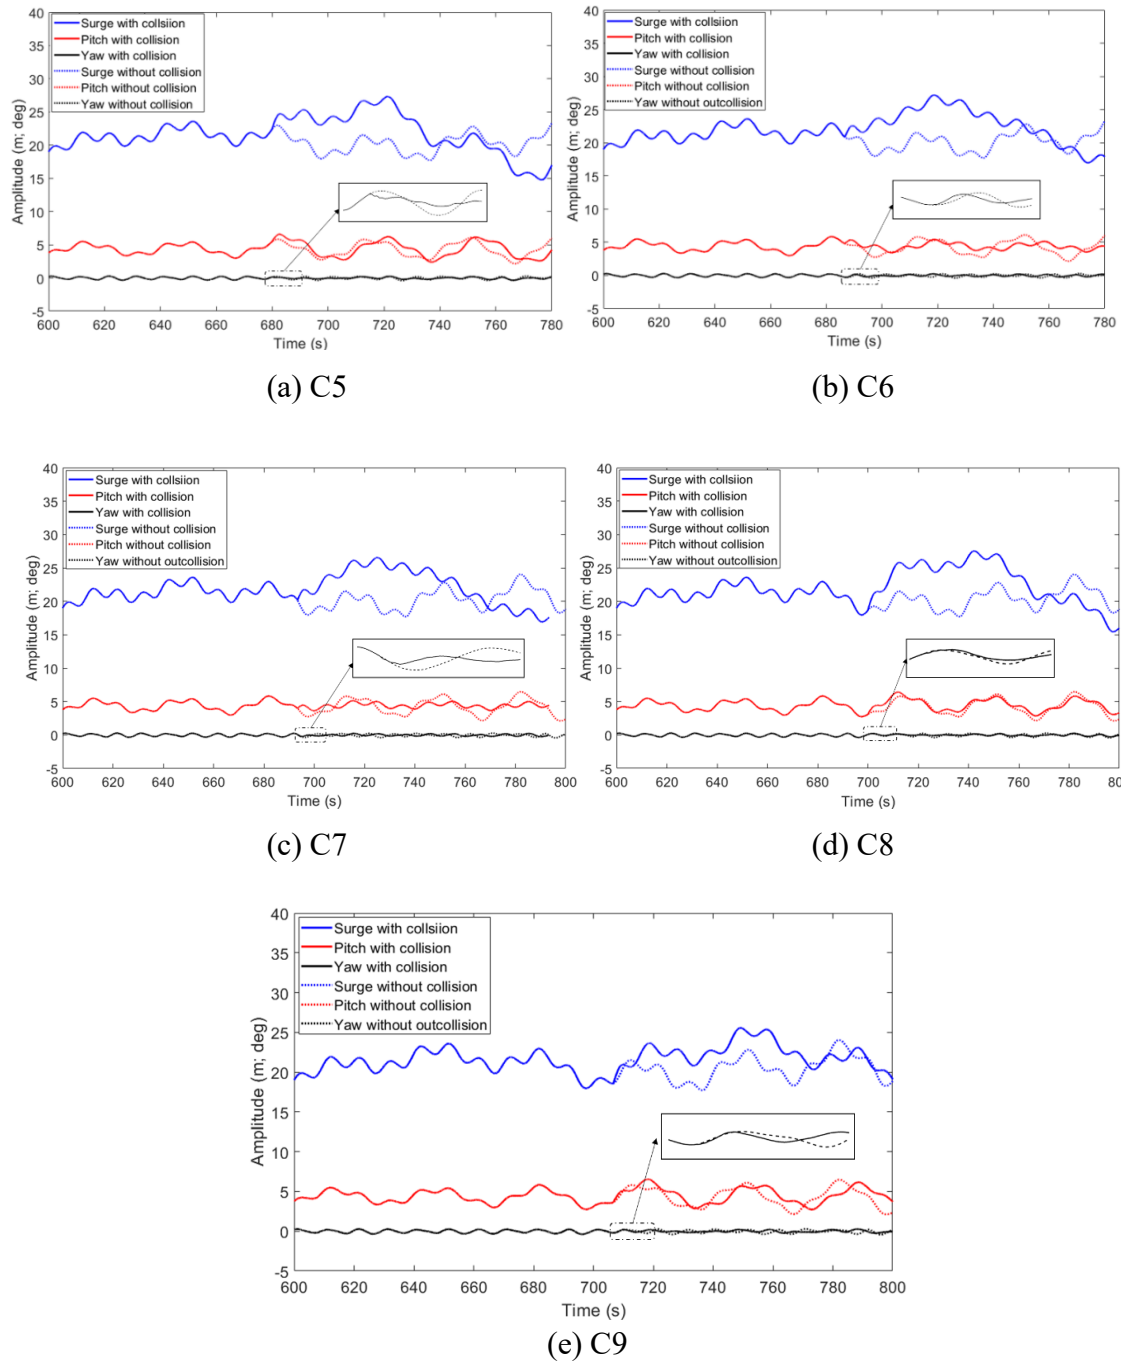 40
35
30
25
20
15
10
5
0
-5
Amplitude (m; deg)
Surge with collsiion
Pitch with collision
Yaw with collision
Surge without collision
Pitch without collision
Yaw without collision
600 620 640 660 680 700 720 740 760 780
Time (s)
(a) C5
40
35
30
25
20
15
10
5
0
-5
Amplitude (m; deg)
Surge with collsiion
Pitch with collision
Yaw with collision
Surge without collision
Pitch without collision
Yaw without outcollision
600 620 640 660 680 700 720 740 760 780
Time (s)
(b) C6
40
35
30
25
20
15
10
5
0
-5
Amplitude (m; deg)
Surge with collsiion
Pitch with collision
Yaw with collision
Surge without collision
Pitch without collision
Yaw without outcollision
600 620 640 660 680 700 720 740 760 780 800
Time (s)
(c) C7
40
35
30
25
20
15
10
5
0
-5
Amplitude (m; deg)
Surge with collsiion
Pitch with collision
Yaw with collision
Surge without collision
Pitch without collision
Yaw without outcollision
600 620 640 660 680 700 720 740 760 780 80
Time (s)
(d) C8
40
35
30
25
20
15
10
5
0
-5
Amplitude (m; deg)
Surge with collsiion
Pitch with collision
Yaw with collision
Surge without collision
Pitch without collision
Yaw without outcollision
600 620 640 660 680 700 720 740 760 780 800
Time (s)
(e) C9